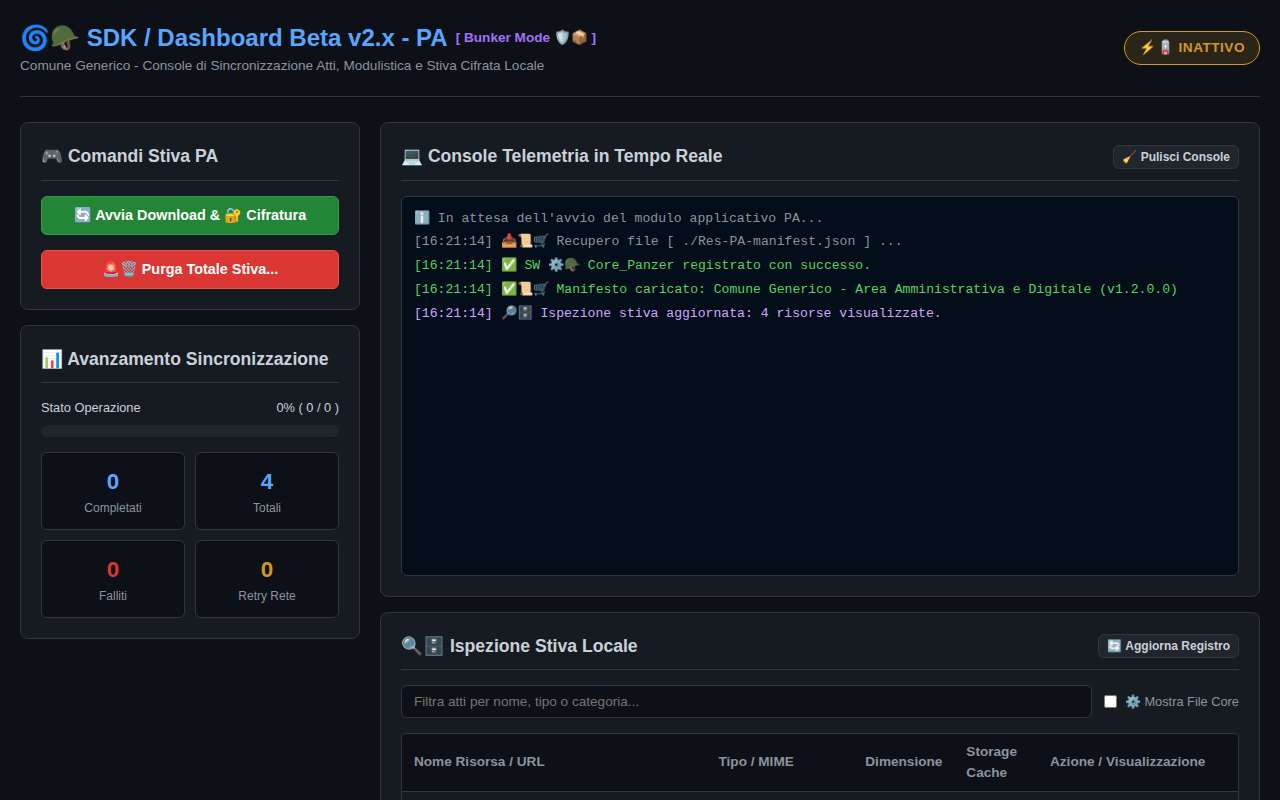 🌀🪖 SDK / Dashboard Beta v2.x - PA [ Bunker Mode 🛡️📦 ]
Comune Generico - Console di Sincronizzazione Atti, Modulistica e Stiva Cifrata Locale
⚡🪫 INATTIVO
🎮 Comandi Stiva PA
🔄 Avvia Download & 🔐 Cifratura
🚨🗑️ Purga Totale Stiva...
📊 Avanzamento Sincronizzazione
Stato Operazione 0% ( 0 / 0 )
0
Completati
4
Totali
0
Falliti
0
Retry Rete
💻 Console Telemetria in Tempo Reale
🧹 Pulisci Console
ℹ️ In attesa dell'avvio del modulo applicativo PA...
[16:21:14] 📥📜🛒 Recupero file [ ./Res-PA-manifest.json ] ...
[16:21:14] ✅ SW ⚙️🪖 Core_Panzer registrato con successo.
[16:21:14] ✅📜🛒 Manifesto caricato: Comune Generico - Area Amministrativa e Digitale (v1.2.0.0)
[16:21:14] 🔎🗄️ Ispezione stiva aggiornata: 4 risorse visualizzate.
🔍🗄️ Ispezione Stiva Locale
🔄 Aggiorna Registro
Filtra atti per nome, tipo o categoria...
⚙️ Mostra File Core
Nome Risorsa / URL
Tipo / MIME
Dimensione
Storage
Cache
Azione / Visualizzazione